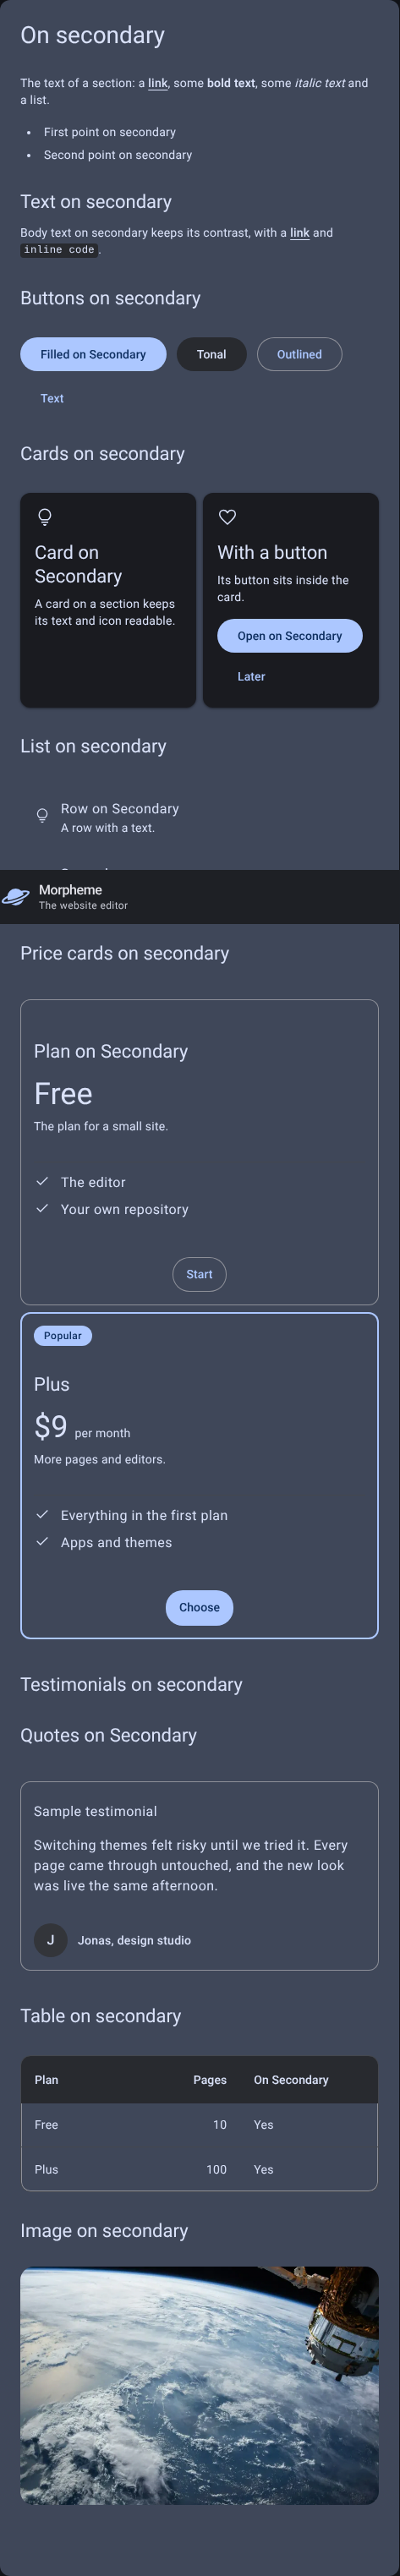 On secondary
The text of a section: a link, some bold text, some italic text and
a list.
• First point on secondary
• Second point on secondary
Text on secondary
Body text on secondary keeps its contrast, with a link and
inline code.
Buttons on secondary
Filled on Secondary Tonal Outlined
Text
Cards on secondary
Card on
Secondary
A card on a section keeps
its text and icon readable.
With a button
Its button sits inside the
card.
Open on Secondary
Later
List on secondary
Row on Secondary
A row with a text.
Morpheme
The website editor
Price cards on secondary
Plan on Secondary
Free
The plan for a small site.
The editor
Your own repository
Start
Popular
Plus
$9 per month
More pages and editors.
Everything in the first plan
Apps and themes
Choose
Testimonials on secondary
Quotes on Secondary
Sample testimonial
Switching themes felt risky until we tried it. Every
page came through untouched, and the new look
was live the same afternoon.
J Jonas, design studio
Table on secondary
Plan Pages On Secondary
Free 10 Yes
Plus 100 Yes
Image on secondary